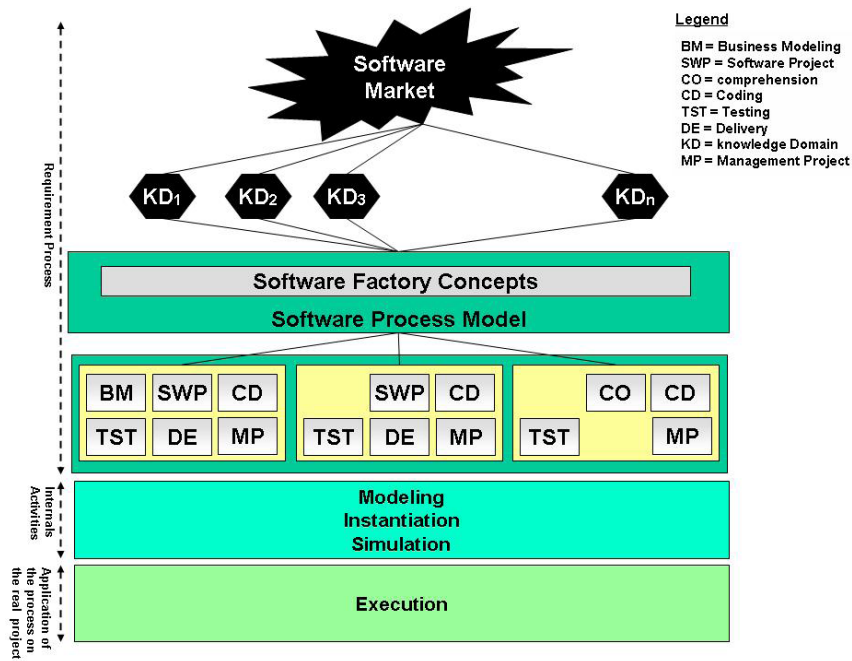 Software
Market
Legend
BM = Business Modeling
SWP = Software Project
CO = comprehension
CD = Coding
TST = Testing
DE = Delivery
KD = knowledge Domain
MP = Management Project
Requirement Process
KD1 KD2 KD3 KDn
Software Factory Concepts
Software Process Model
BM SWP CD SWP CD CO CD
TST DE MP TST DE MP TST MP
Internals
Activities
Modeling
Instantiation
Simulation
Application of
the process on
the real project
Execution